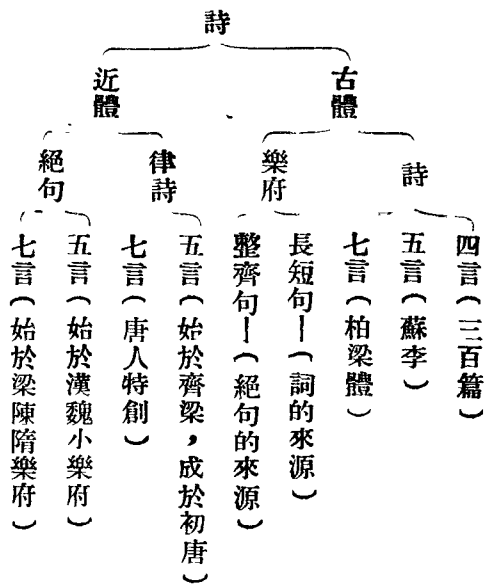 詩
古體
近體
詩
樂府
律詩
絕句
四言(三百篇)
五言(蘇李)
七言(柏梁體)
長短句—(詞的來源)
整齊句—(絕句的來源)
五言(始於齊梁,成於初唐)
七言(唐人特創)
五言(始於漢魏小樂府)
七言(始於梁陳隋樂府)